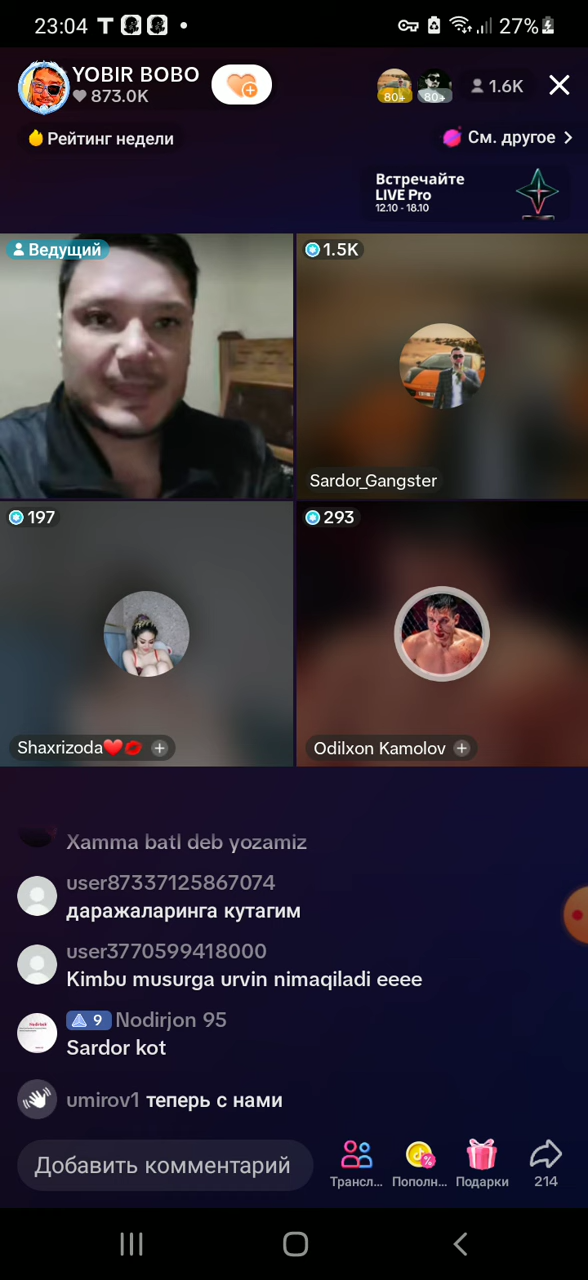 23:04 T
27%
YOBIR BOBO
873.0K
80+
80+
1.6K
Рейтинг недели
См. другое
Встречайте
LIVE Pro
12.10 - 18.10
Ведущий
1.5K
Sardor_Gangster
197
293
Shaxrizoda❤️💋
Odilxon Kamolov
Xamma batl deb yozamiz
user87337125867074
даражаларинга кутагим
user3770599418000
Kimbu musurga urvin nimaqiladi eeee
9 Nodirjon 95
Sardor kot
umirov1 теперь с нами
Добавить комментарий
Трансл...
Пополн...
Подарки
214